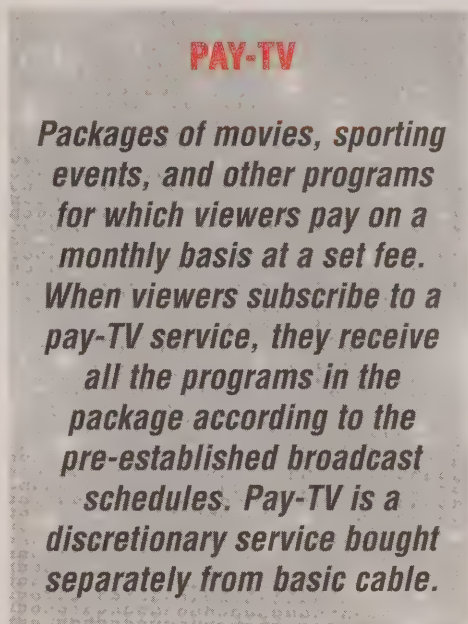 PAY-TV
Packages of movies, sporting
events, and other programs
for which viewers pay on a
monthly basis at a set fee.
When viewers subscribe to a
pay-TV service, they receive
all the programs in the
package according to the
pre-established broadcast
schedules. Pay-TV is a
discretionary service bought
separately from basic cable.